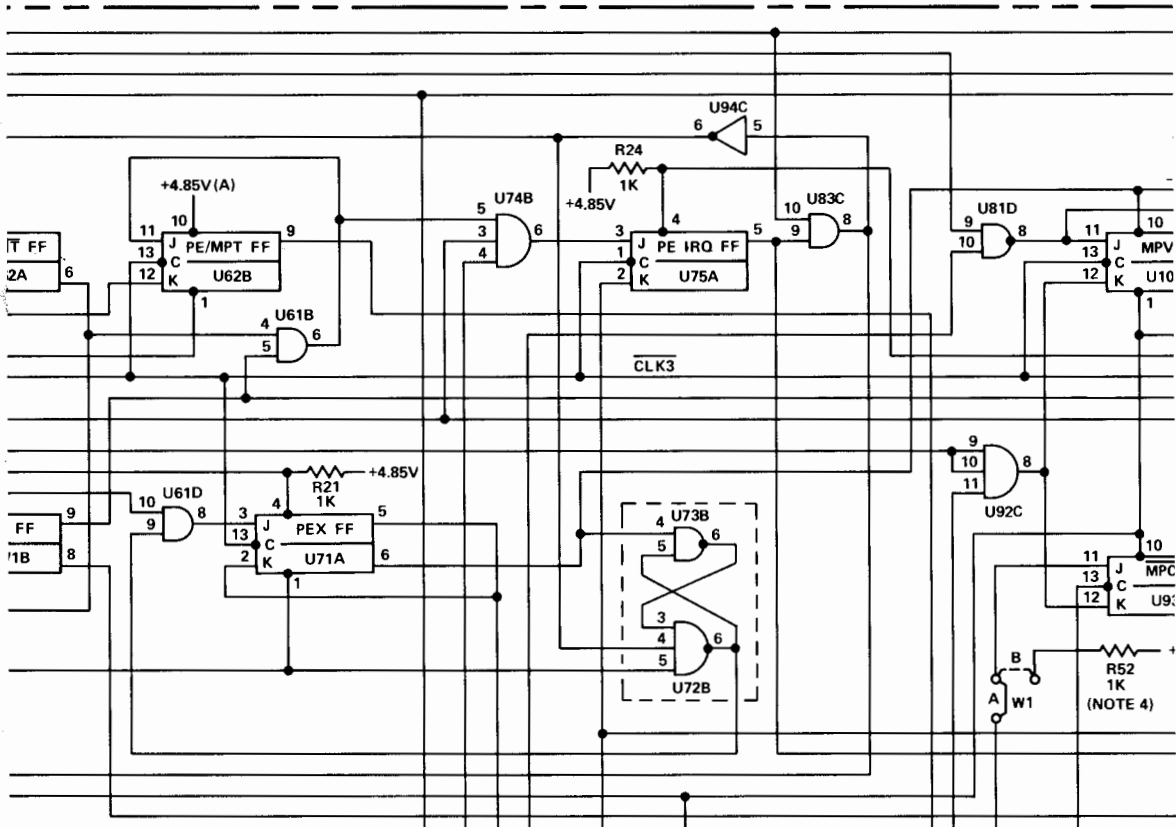 U94C
6 5
R24
1K
+4.85V
+4.85V(A)
10
11 J PE/MPT FF 9
13 C
12 K U62B
1
U74B
5
3 6
4
4
3 J PE IRQ FF 5
1 C
2 K U75A
U83C
10 8
9
U81D
9 8
10
10
11 J MPV
13 C
12 K U10
1
FF
2A 6
U61B
4 6
5
CLK3
R21
1K
+4.85V
4
U61D
10 8
9
3 J PEX FF 5
13 C
2 K U71A 6
1
FF 9
71B 8
U73B
4 6
5
3
4 6
5
U72B
9
10 8
11
U92C
10
11 J MPC
13 C
12 K U93
B
A W1
R52
1K
(NOTE 4)
+